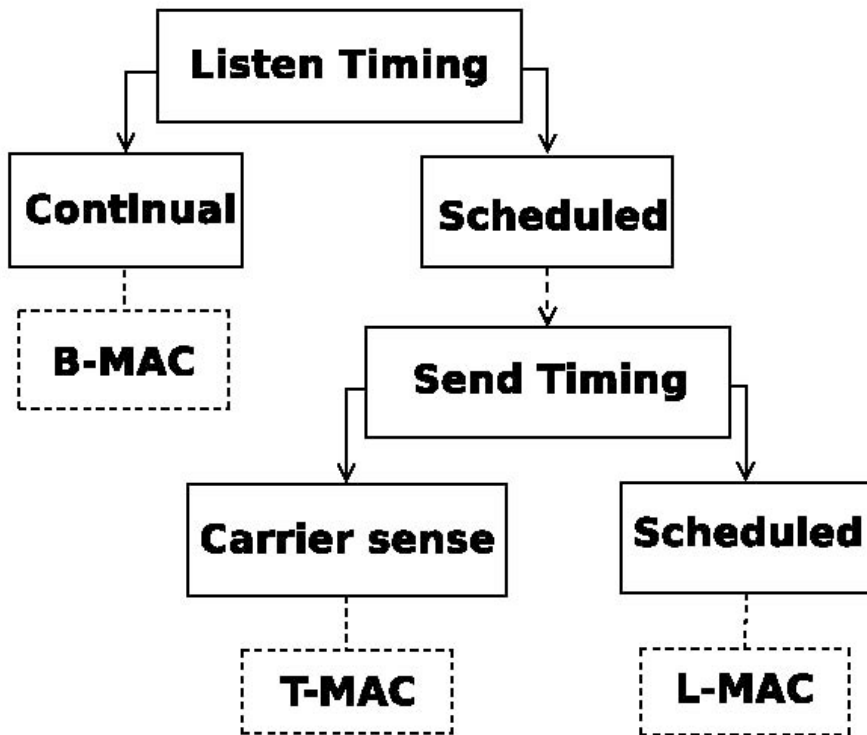 Listen Timing
Continual
Scheduled
B-MAC
Send Timing
Carrier sense
Scheduled
T-MAC
L-MAC